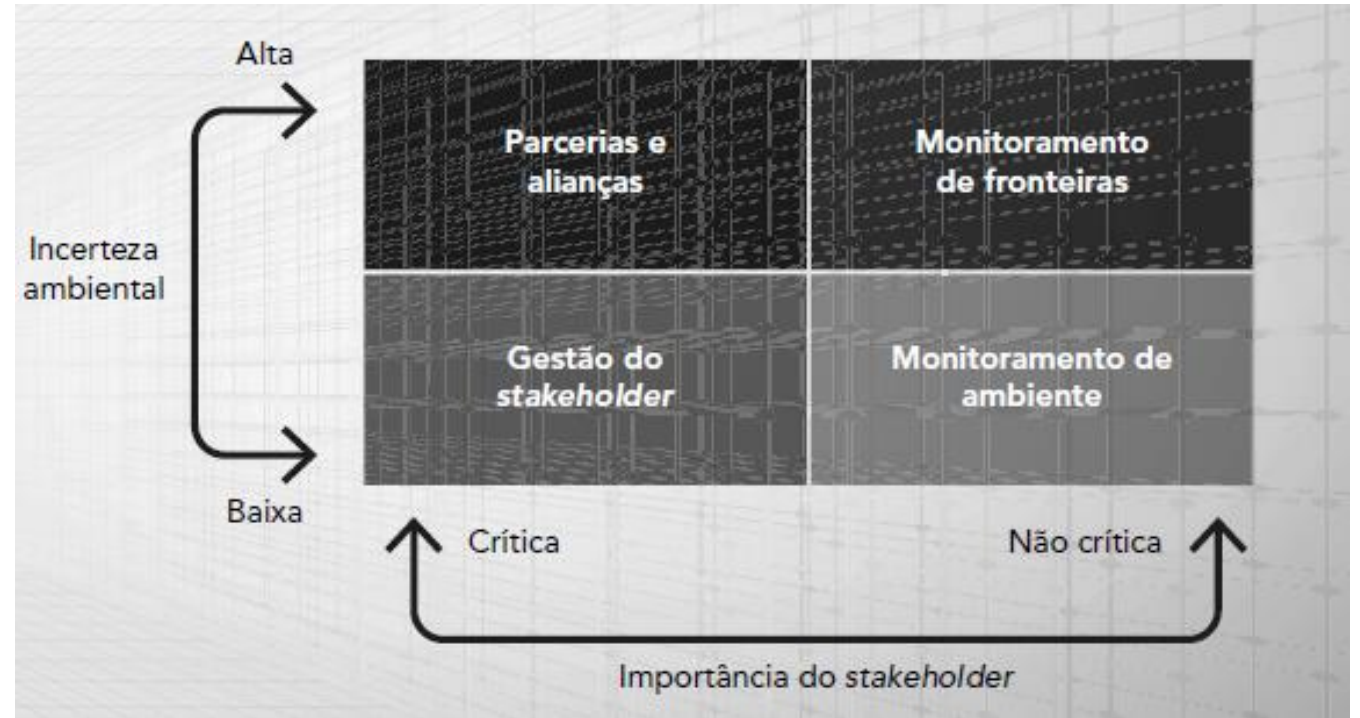 Alta
Parcerias e
alianças
Monitoramento
de fronteiras
Incerteza
ambiental
Gestão do
stakeholder
Monitoramento de
ambiente
Baixa
Crítica
Não crítica
Importância do stakeholder